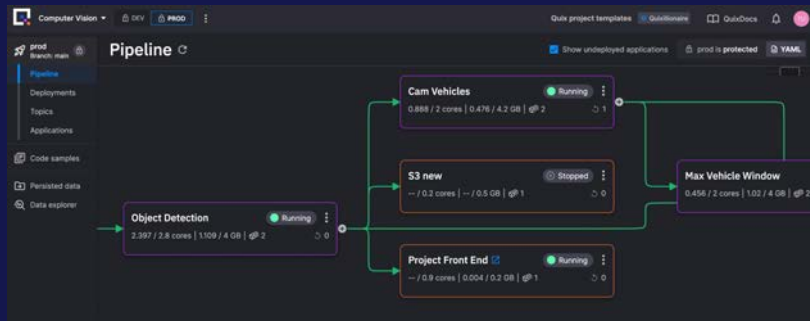 Computer Vision
DEV
PROD
Quix project templates
Quixitionaire
QuixDocs
prod
Branch: main
Pipeline
Show undeployed applications
prod is protected
YAML
Pipeline
Deployments
Topics
Applications
Code samples
Persisted data
Data explorer
Cam Vehicles
Running
0.888 / 2 cores | 0.476 / 4.2 GB | 2
1
S3 new
Stopped
-- / 0.2 cores | -- / 0.5 GB | 1
0
Max Vehicle Window
0.456 / 2 cores | 1.02 / 4 GB | 2
Object Detection
Running
2.397 / 2.8 cores | 1.109 / 4 GB | 2
0
Project Front End
Running
-- / 0.9 cores | 0.004 / 0.2 GB | 1
0